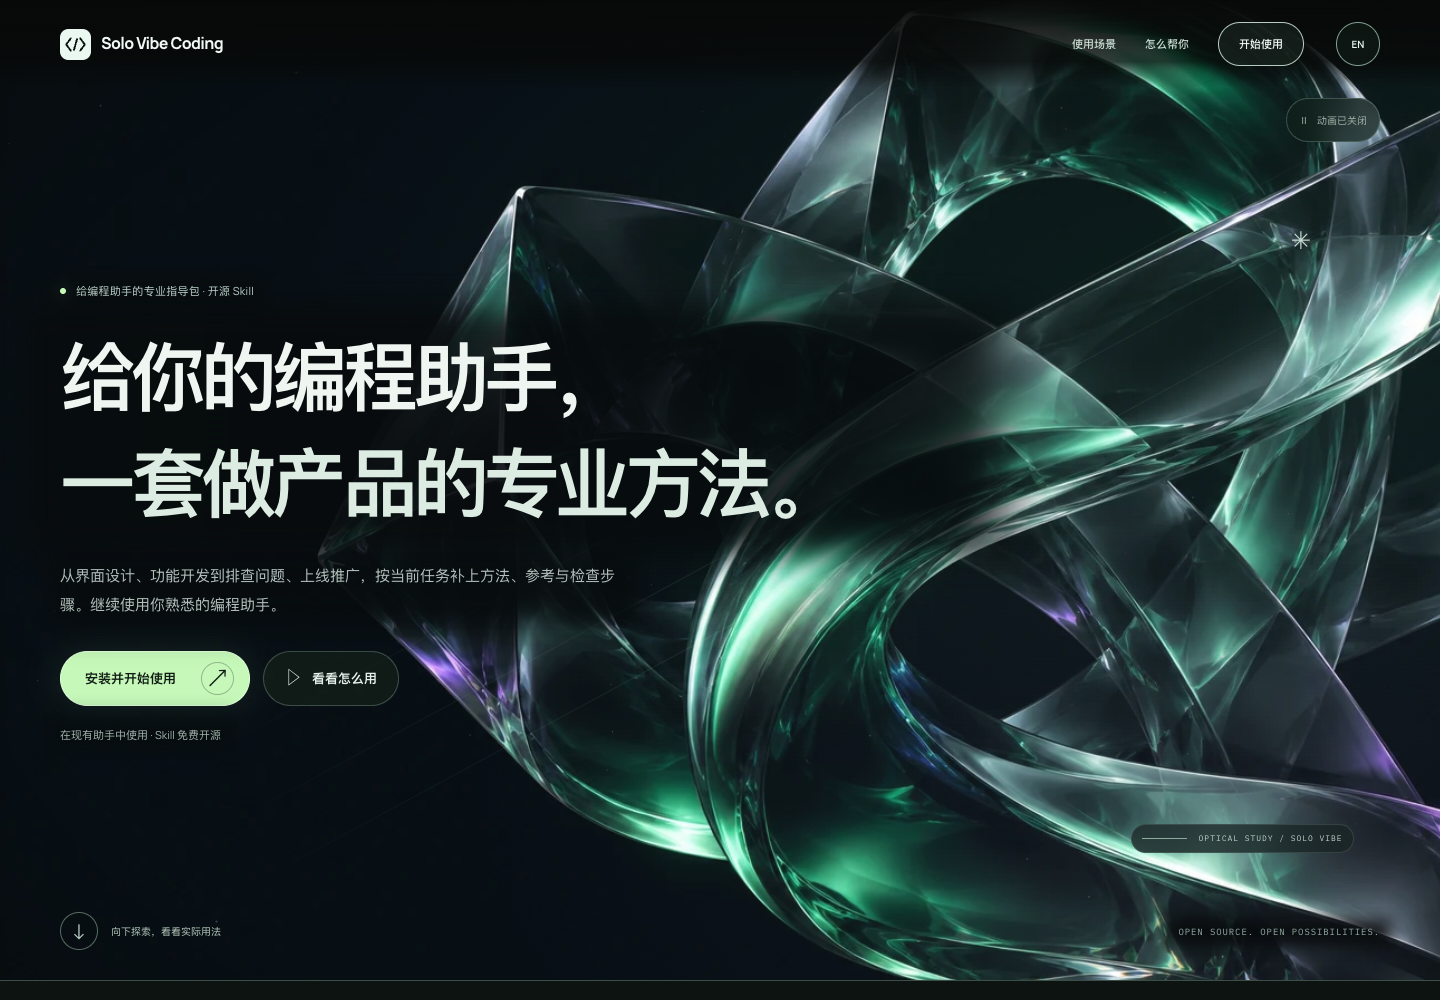 Solo Vibe Coding
使用场景
怎么帮你
开始使用
EN
动画已关闭
给编程助手的专业指导包 · 开源 Skill
给你的编程助手，
一套做产品的专业方法。
从界面设计、功能开发到排查问题、上线推广，按当前任务补上方法、参考与检查步
骤。继续使用你熟悉的编程助手。
安装并开始使用
看看怎么用
在现有助手中使用 · Skill 免费开源
OPTICAL STUDY / SOLO VIBE
向下探索，看看实际用法
OPEN SOURCE. OPEN POSSIBILITIES.